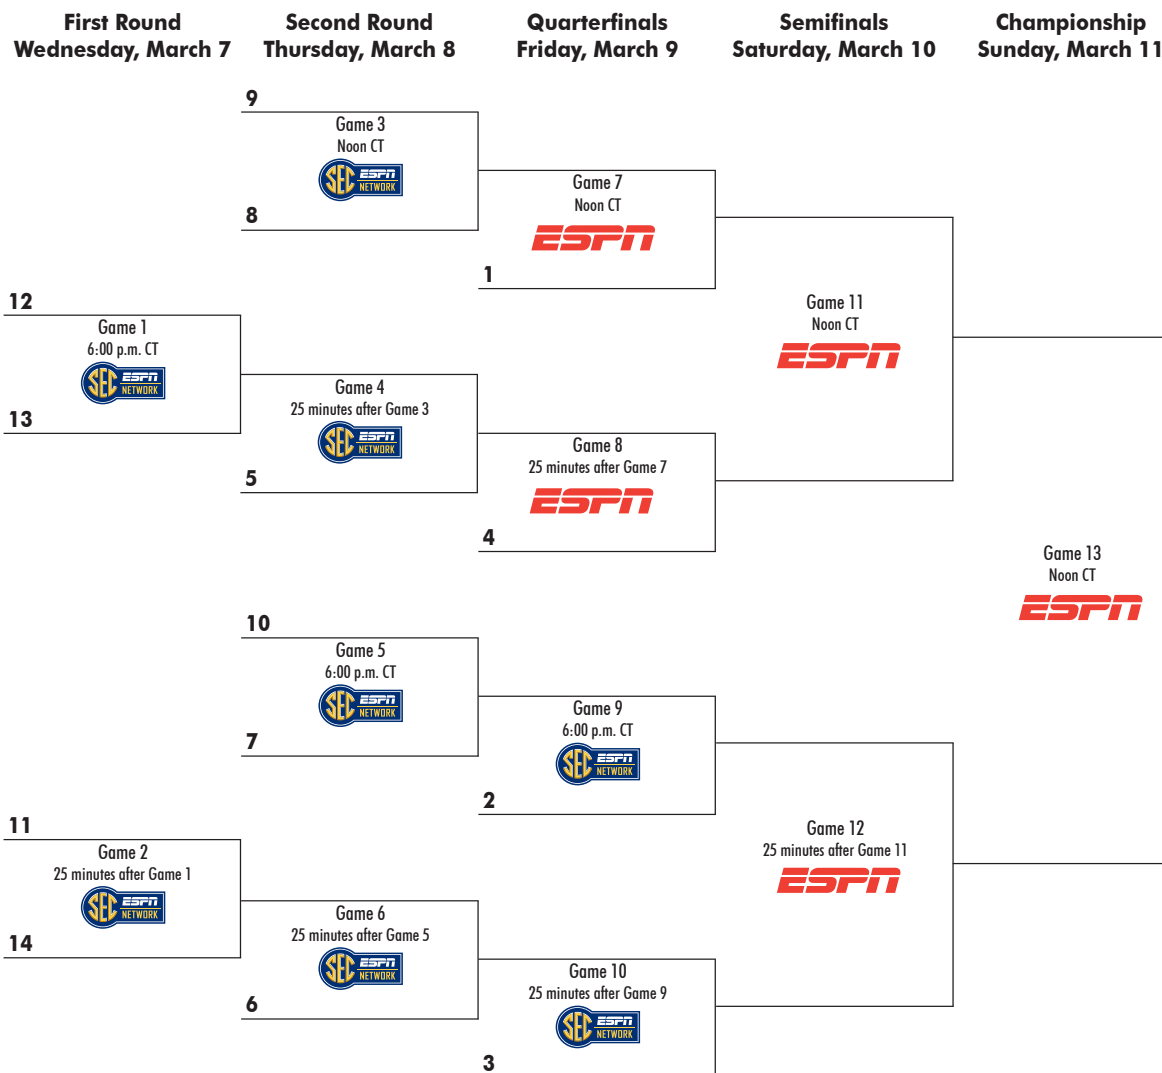 First Round
Wednesday, March 7
Second Round
Thursday, March 8
Quarterfinals
Friday, March 9
Semifinals
Saturday, March 10
Championship
Sunday, March 11
9
Game 3
Noon CT
SEC ESPN NETWORK
8
Game 7
Noon CT
ESPN
1
12
Game 1
6:00 p.m. CT
SEC ESPN NETWORK
13
Game 11
Noon CT
ESPN
Game 4
25 minutes after Game 3
SEC ESPN NETWORK
5
Game 8
25 minutes after Game 7
ESPN
4
Game 13
Noon CT
ESPN
10
Game 5
6:00 p.m. CT
SEC ESPN NETWORK
7
Game 9
6:00 p.m. CT
SEC ESPN NETWORK
2
11
Game 2
25 minutes after Game 1
SEC ESPN NETWORK
14
Game 12
25 minutes after Game 11
ESPN
Game 6
25 minutes after Game 5
SEC ESPN NETWORK
6
Game 10
25 minutes after Game 9
SEC ESPN NETWORK
3